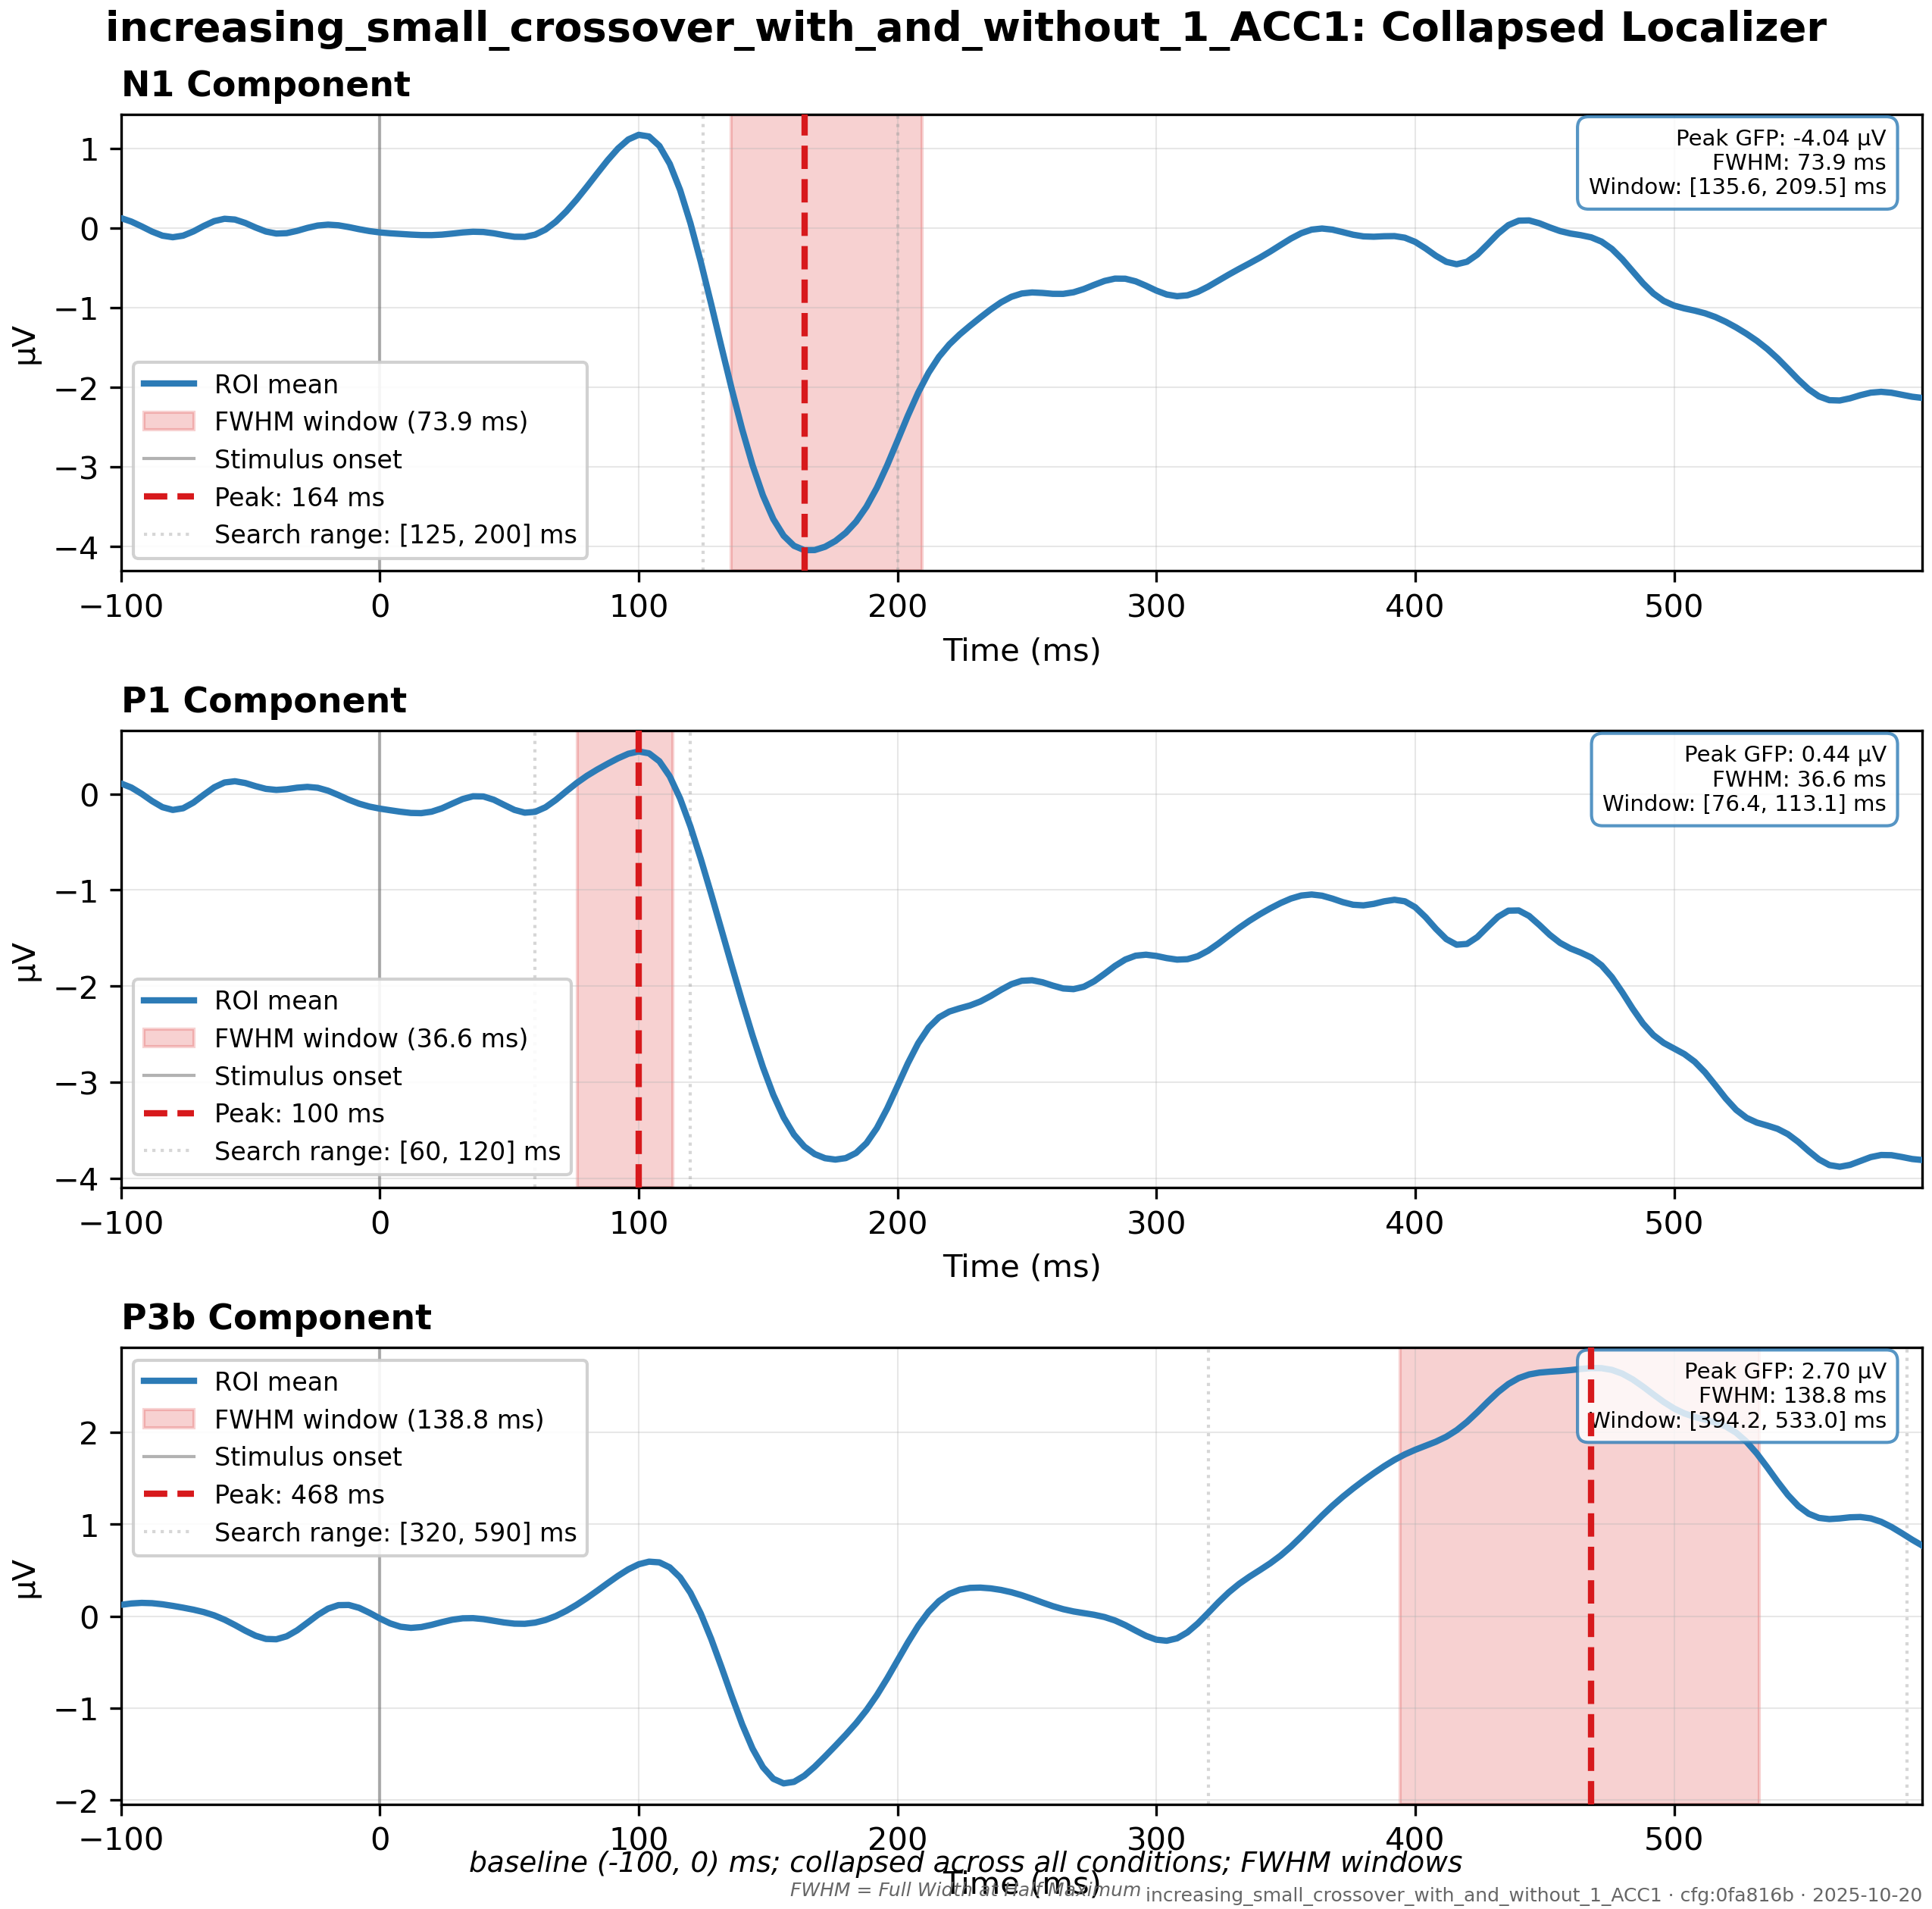 increasing_small_crossover_with_and_without_1_ACC1: Collapsed Localizer
N1 Component
Peak GFP: -4.04 µV
FWHM: 73.9 ms
Window: [135.6, 209.5] ms
1
0
−1
−2
−3
−4
µV
ROI mean
FWHM window (73.9 ms)
Stimulus onset
Peak: 164 ms
Search range: [125, 200] ms
−100 0 100 200 300 400 500
Time (ms)
P1 Component
Peak GFP: 0.44 µV
FWHM: 36.6 ms
Window: [76.4, 113.1] ms
0
−1
−2
−3
−4
µV
ROI mean
FWHM window (36.6 ms)
Stimulus onset
Peak: 100 ms
Search range: [60, 120] ms
−100 0 100 200 300 400 500
Time (ms)
P3b Component
ROI mean
FWHM window (138.8 ms)
Stimulus onset
Peak: 468 ms
Search range: [320, 590] ms
Peak GFP: 2.70 µV
FWHM: 138.8 ms
Window: [394.2, 533.0] ms
2
1
0
−1
−2
µV
−100 0 100 200 300 400 500
baseline (-100, 0) ms; collapsed across all conditions; FWHM windows
Time (ms)
FWHM = Full Width at Half Maximum
increasing_small_crossover_with_and_without_1_ACC1 · cfg:0fa816b · 2025-10-20